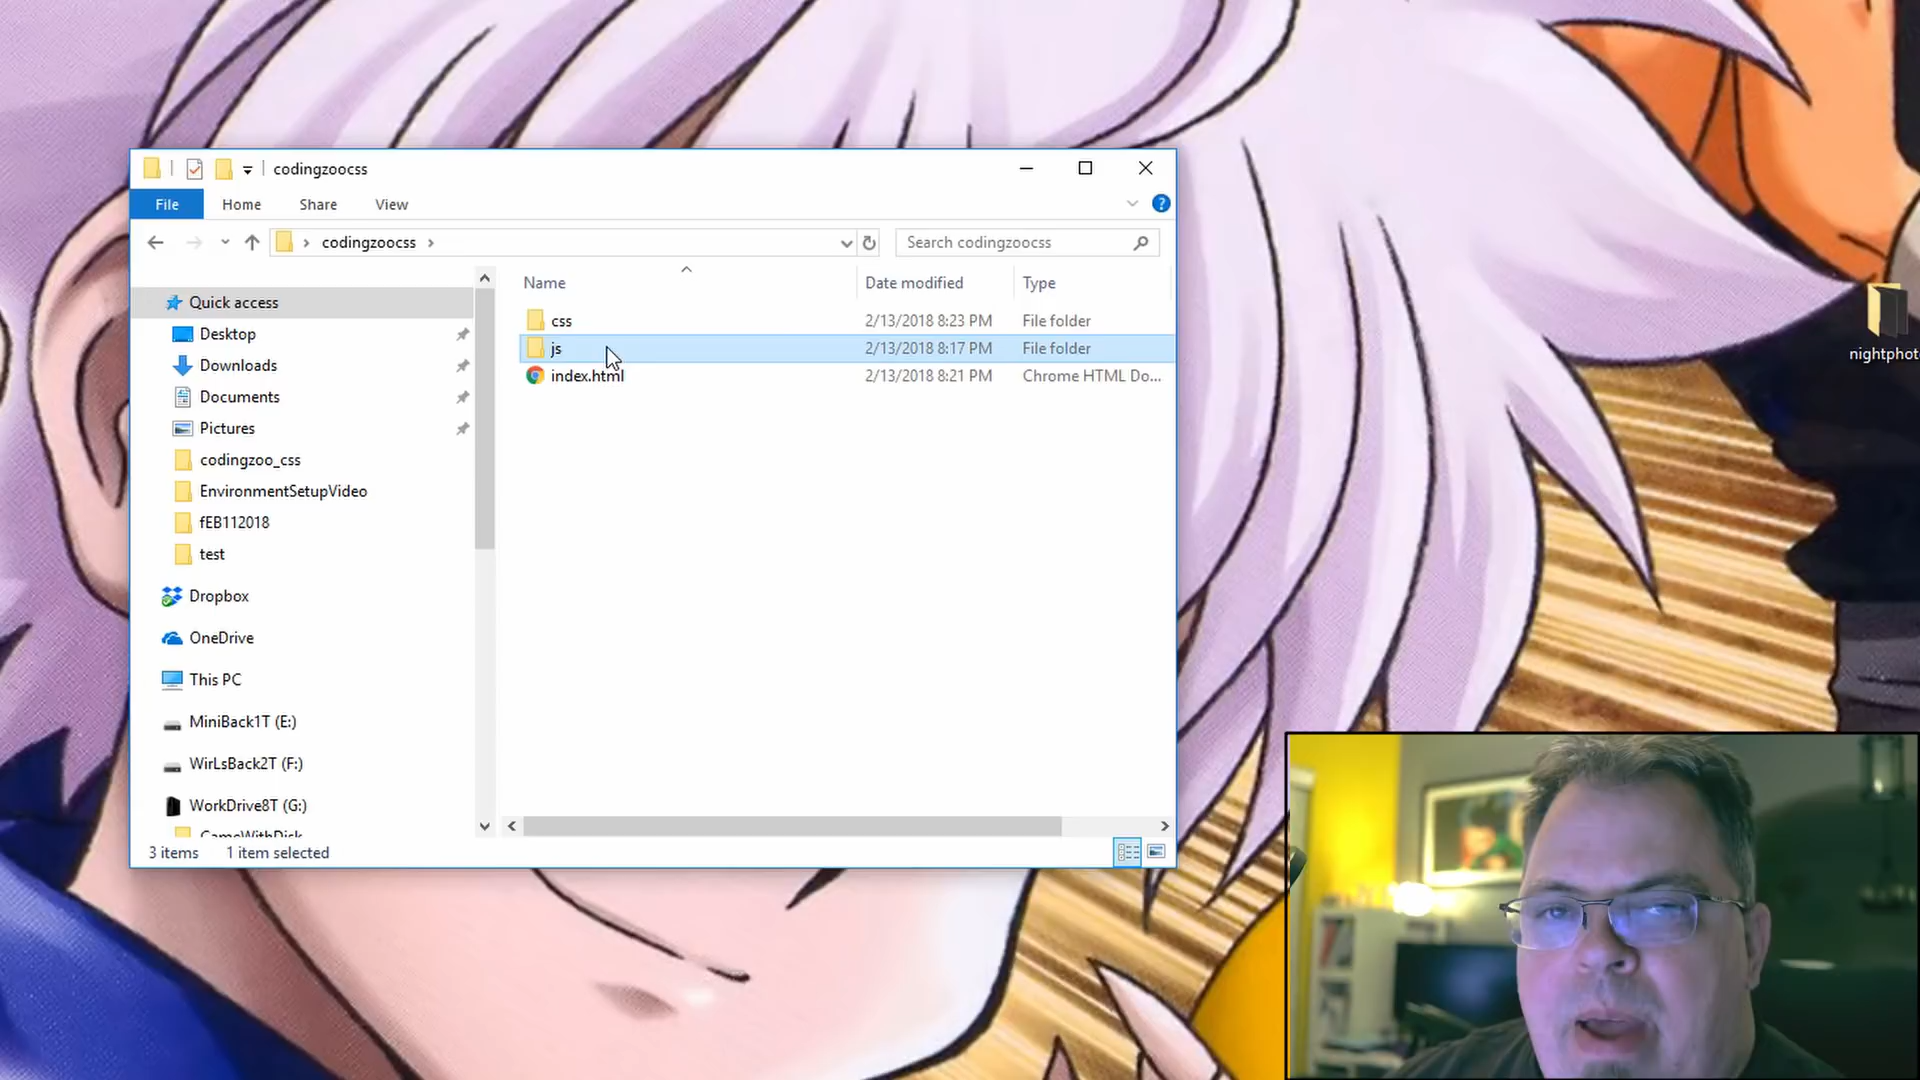 codingzoocss
File Home Share View
codingzoocss
Search codingzoocss
Name Date modified Type
css 2/13/2018 8:23 PM File folder
js 2/13/2018 8:17 PM File folder
index.html 2/13/2018 8:21 PM Chrome HTML Do...
Quick access
Desktop
Downloads
Documents
Pictures
codingzoo_css
EnvironmentSetupVideo
fEB112018
test
Dropbox
OneDrive
This PC
MiniBack1T (E:)
WirLsBack2T (F:)
WorkDrive8T (G:)
GameWithDisk
3 items 1 item selected
nightphot